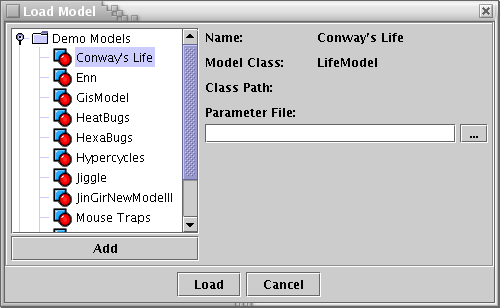 Load Model
Demo Models
Conway's Life
Enn
GisModel
HeatBugs
HexaBugs
Hypercycles
Jiggle
JinGirNewModelIII
Mouse Traps
Add
Name: Conway's Life
Model Class: LifeModel
Class Path:
Parameter File:
...
Load Cancel